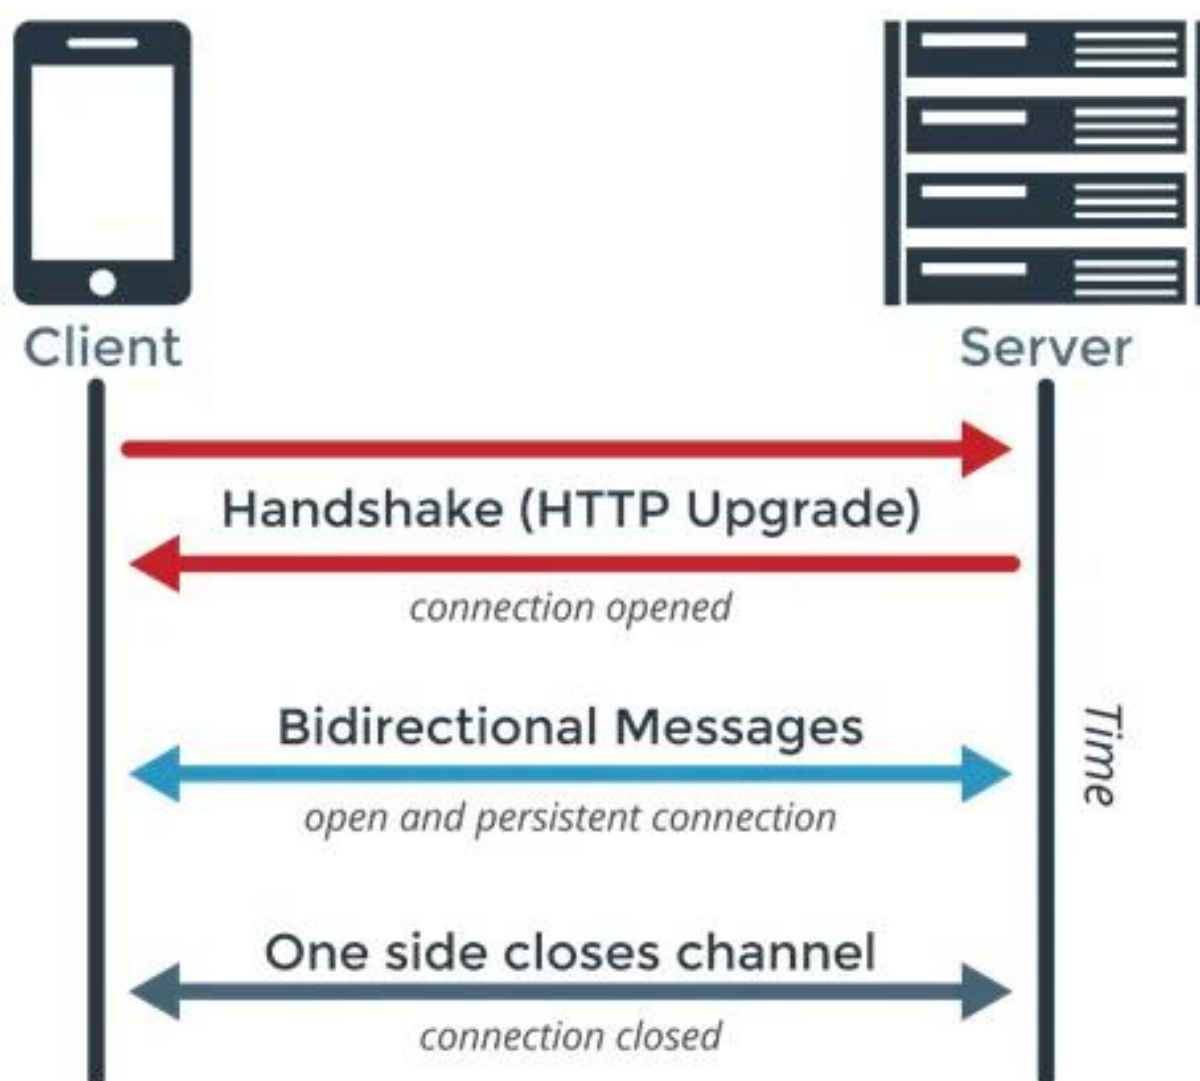 Client
Server
Handshake (HTTP Upgrade)
connection opened
Bidirectional Messages
open and persistent connection
Time
One side closes channel
connection closed